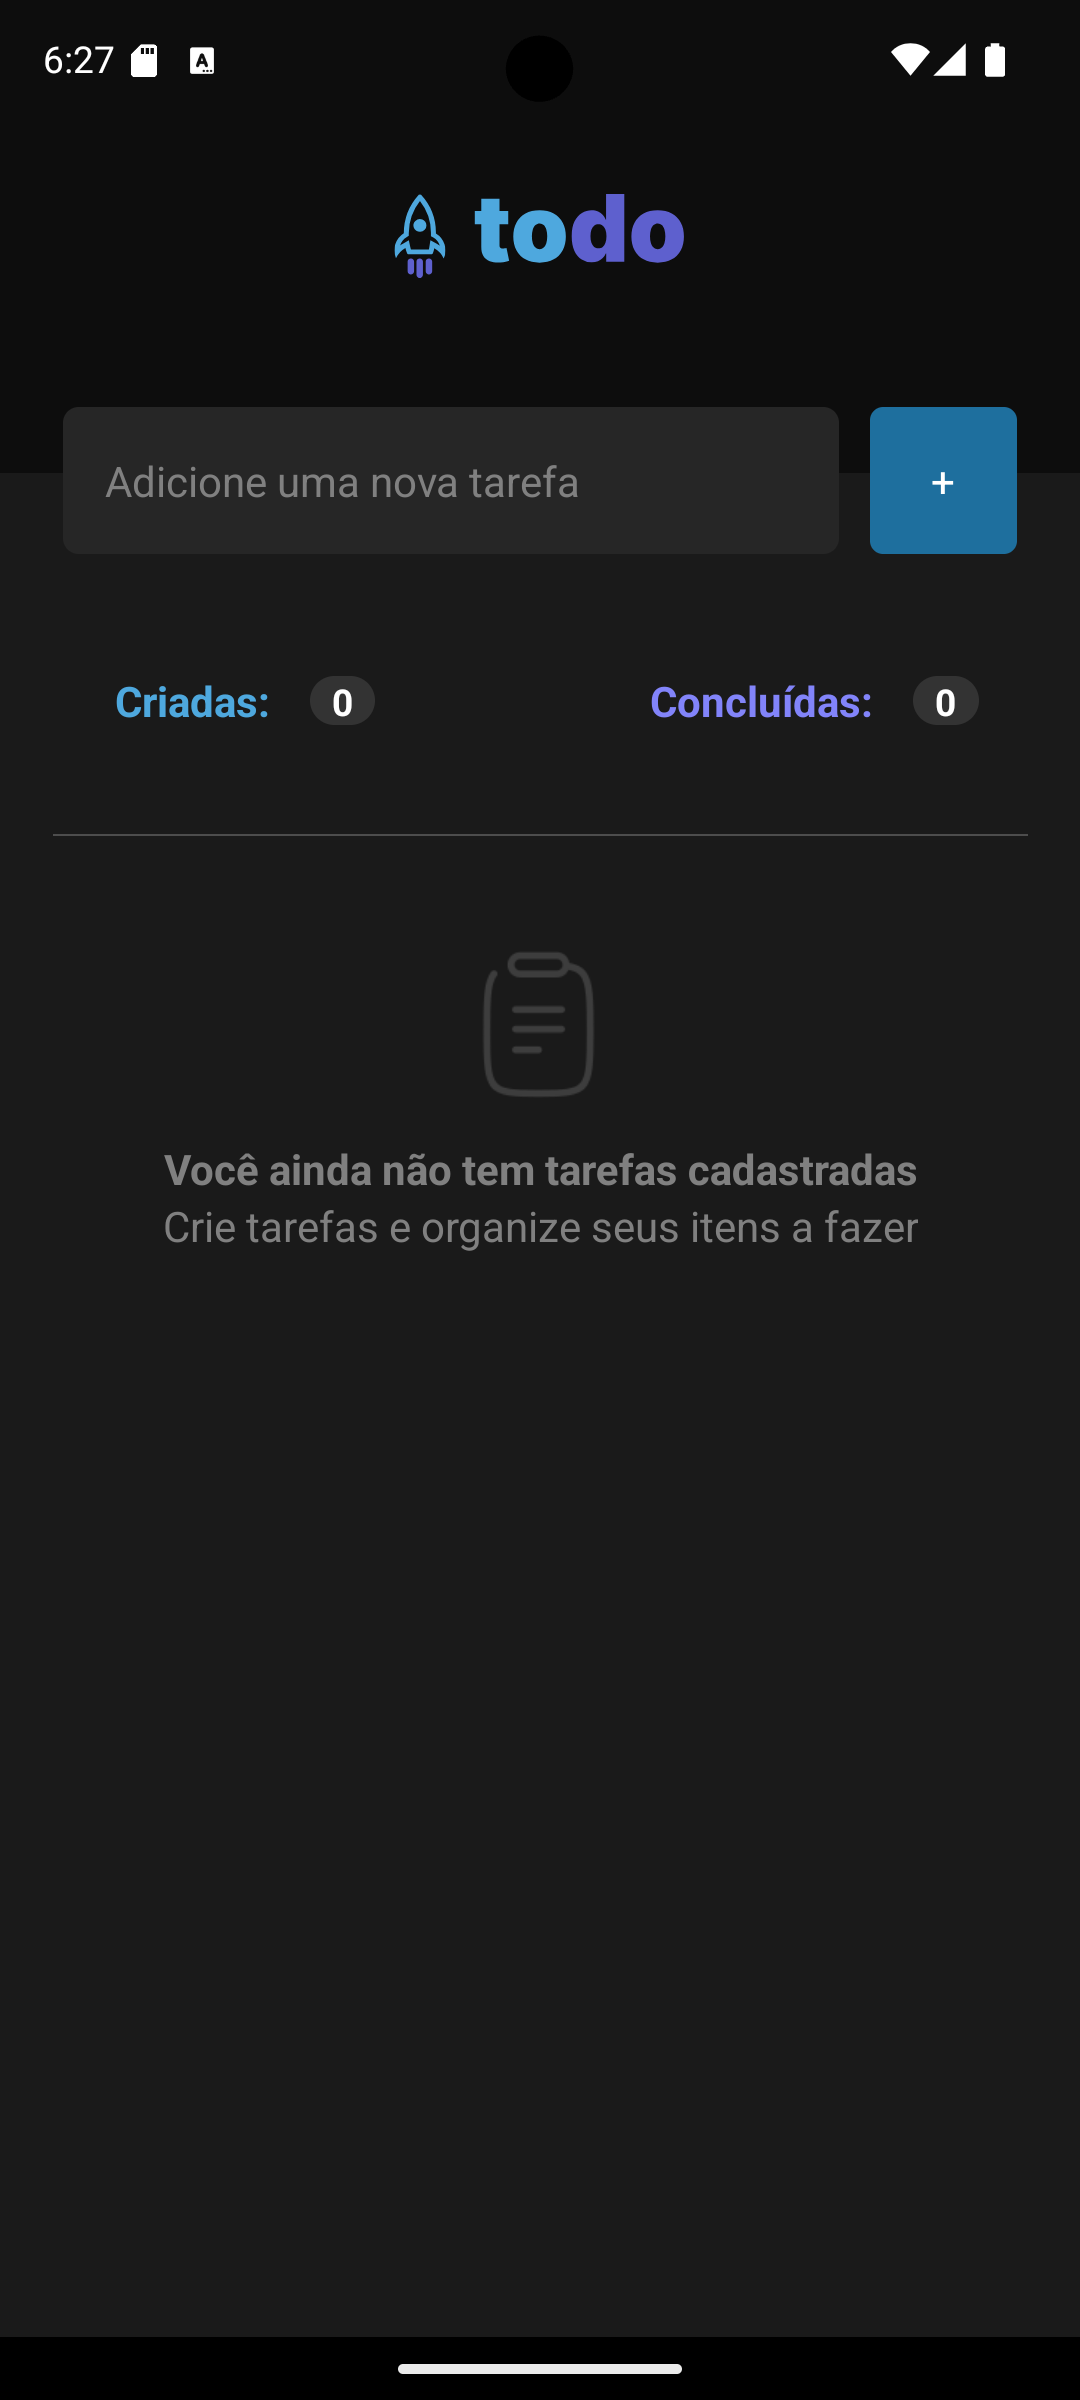 6:27
todo
Adicione uma nova tarefa
+
Criadas: 0
Concluídas: 0
Você ainda não tem tarefas cadastradas
Crie tarefas e organize seus itens a fazer